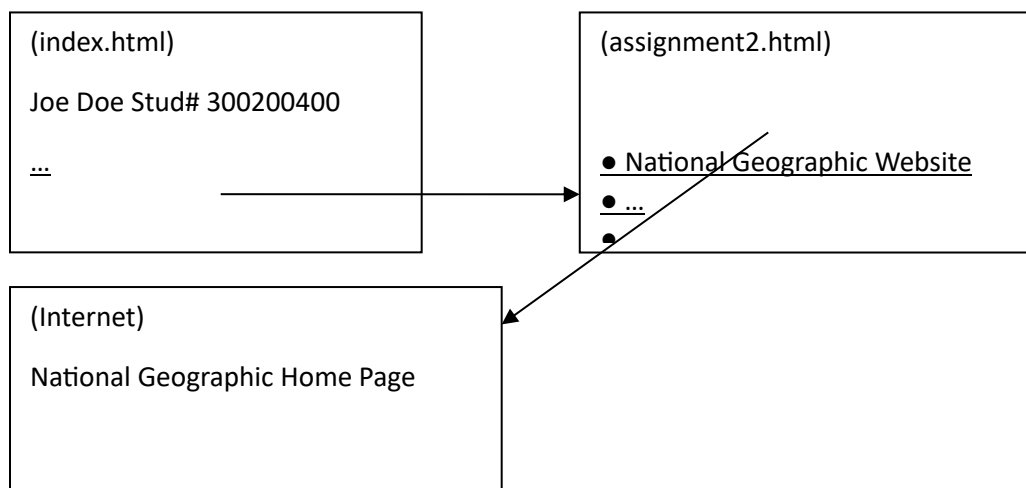 (index.html)
Joe Doe Stud# 300200400
...
(assignment2.html)
● National Geographic Website
● ...
●
(Internet)
National Geographic Home Page